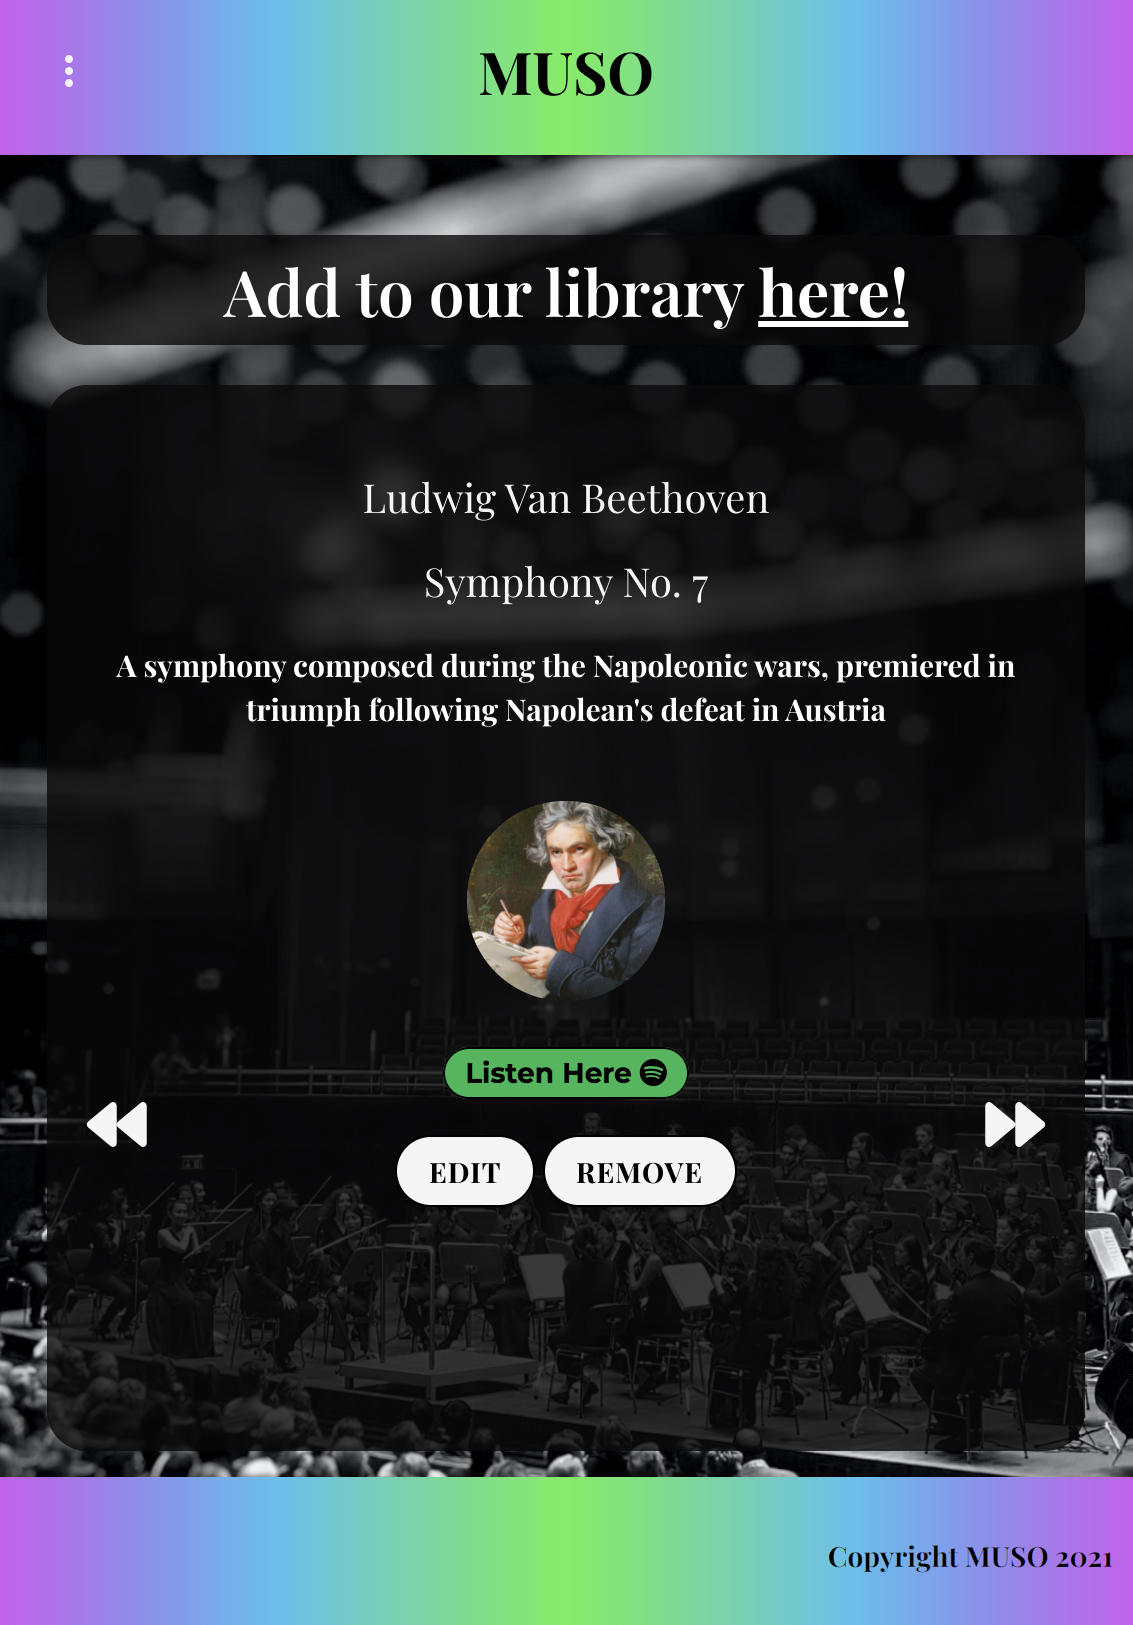 MUSO
Add to our library here!
Ludwig Van Beethoven
Symphony No. 7
A symphony composed during the Napoleonic wars, premiered in
triumph following Napolean's defeat in Austria
Listen Here
EDIT
REMOVE
Copyright MUSO 2021